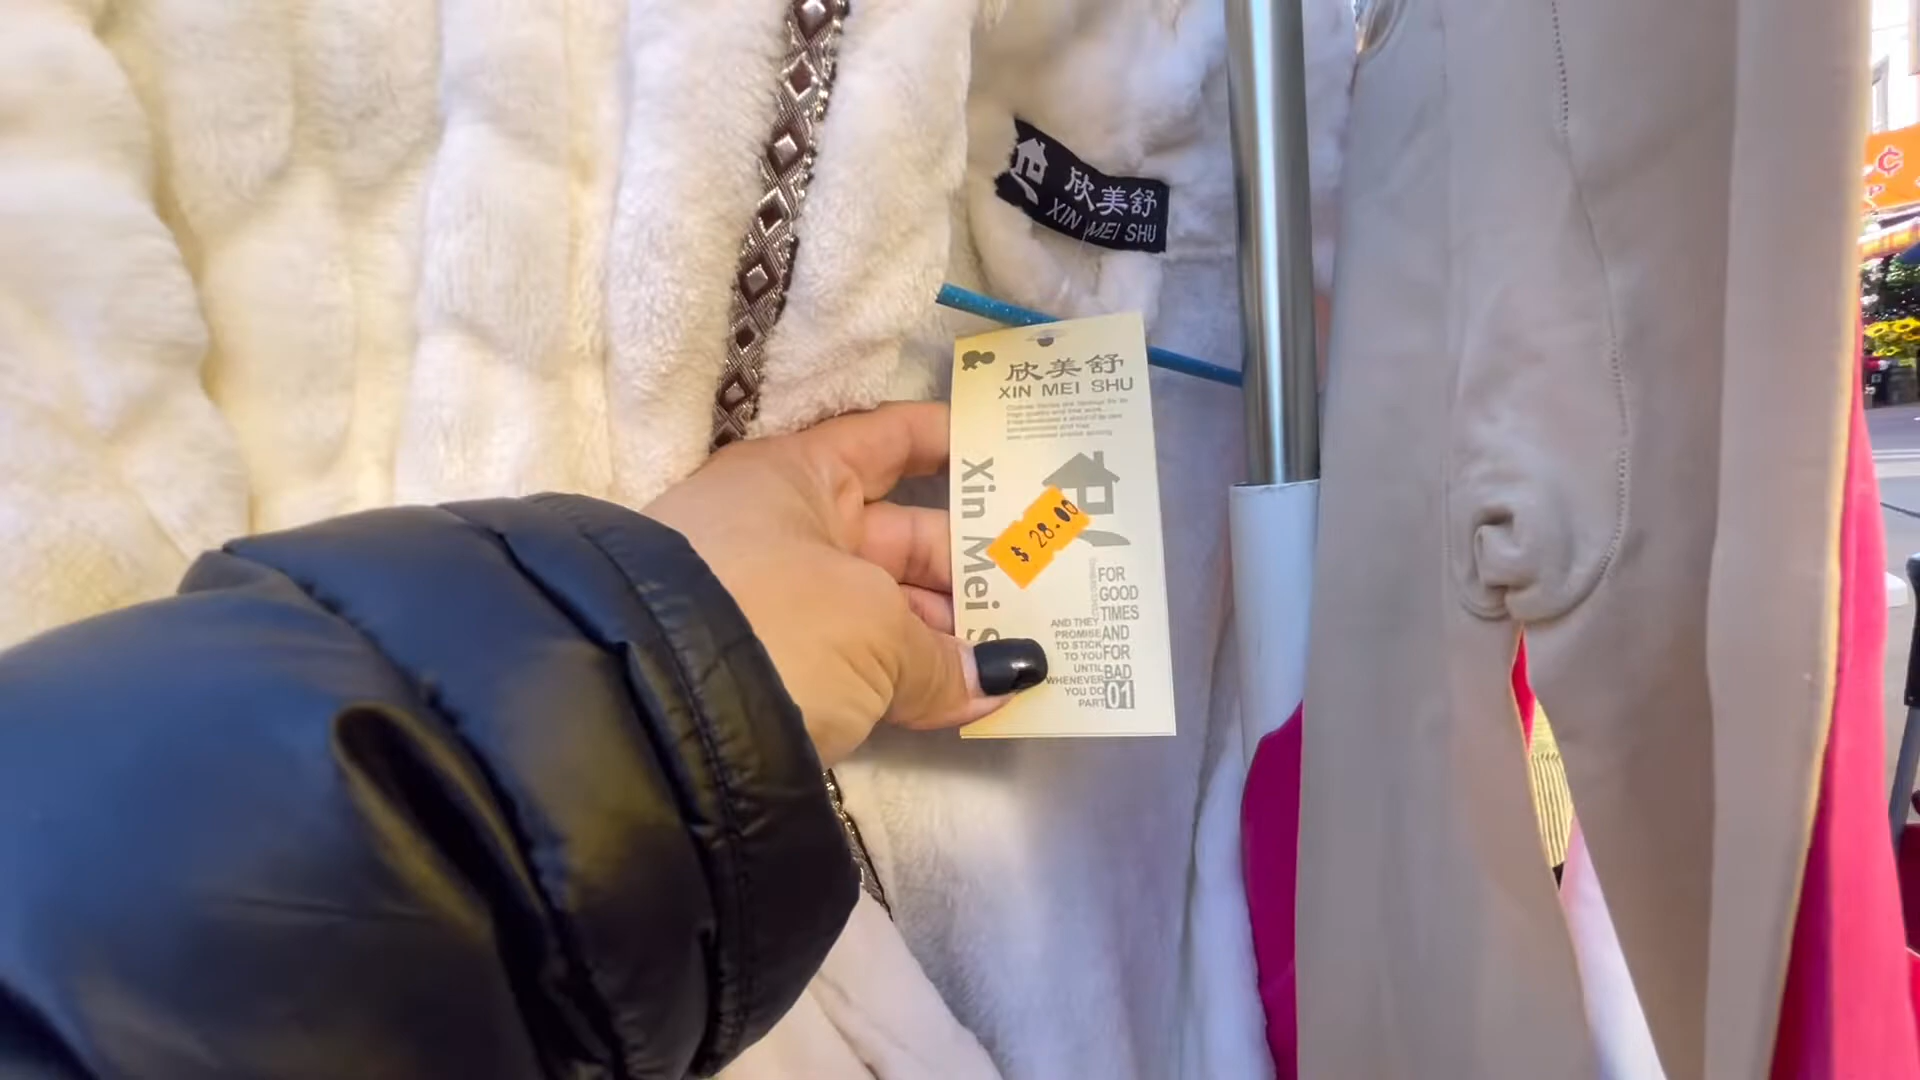 欣美舒
XIN MEI SHU
欣美舒
XIN MEI SHU
Xin Mei S
$ 28.00
FOR
GOOD
TIMES
AND
FOR
BAD
01
AND THEY
PROMISE
TO STICK
TO YOU
UNTIL
WHENEVER
YOU DO
PART
¢